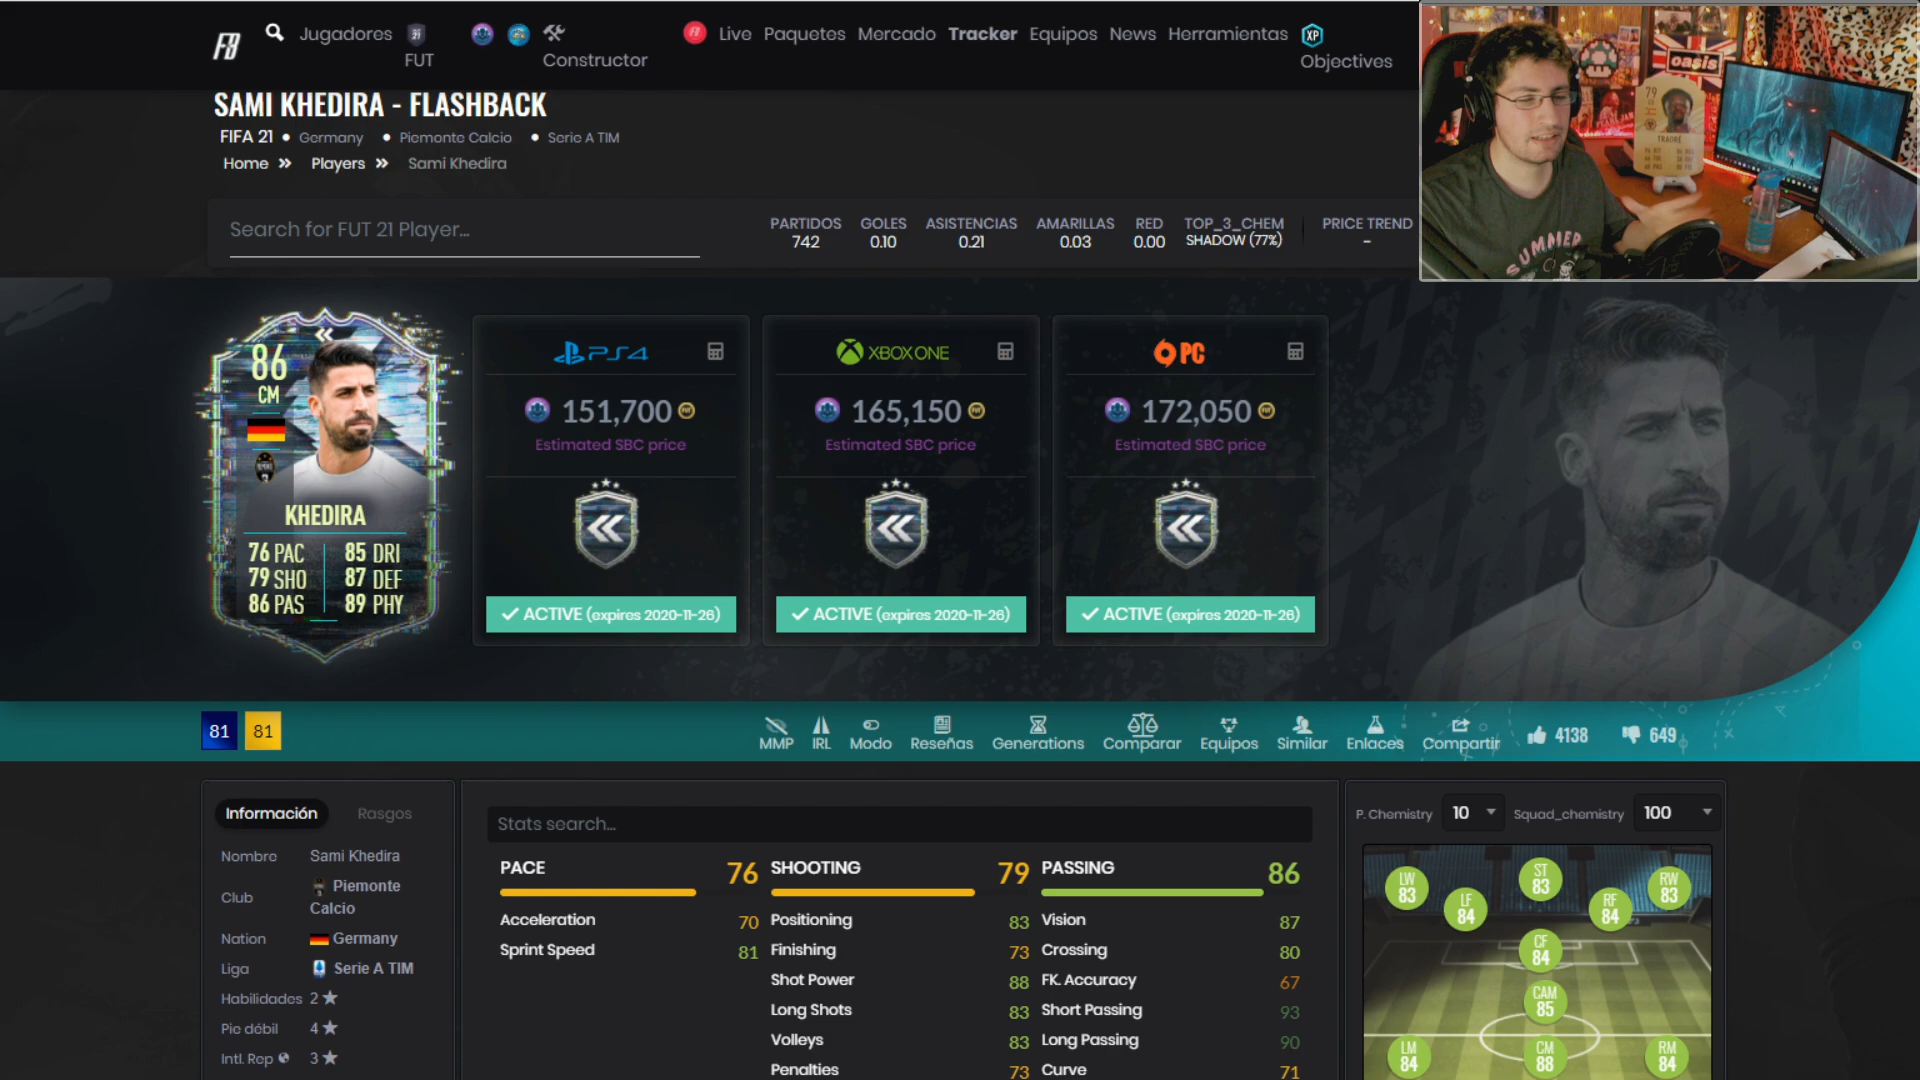 Jugadores
FUT
Constructor
Live
Paquetes
Mercado
Tracker
Equipos
News
Herramientas
XP
Objectives
SAMI KHEDIRA - FLASHBACK
FIFA 21 • Germany • Piemonte Calcio • Serie A TIM
Home » Players » Sami Khedira
Search for FUT 21 Player...
PARTIDOS
742
GOLES
0.10
ASISTENCIAS
0.21
AMARILLAS
0.03
RED
0.00
TOP_3_CHEM
SHADOW (77%)
PRICE TREND
-
oasis
79
TRAORÉ
SUMMER
86
CM
KHEDIRA
76 PAC
85 DRI
79 SHO
87 DEF
86 PAS
89 PHY
PS4
151,700
Estimated SBC price
ACTIVE (expires 2020-11-26)
XBOX ONE
165,150
Estimated SBC price
ACTIVE (expires 2020-11-26)
PC
172,050
Estimated SBC price
ACTIVE (expires 2020-11-26)
81
81
MMP
IRL
Modo
Reseñas
Generations
Comparar
Equipos
Similar
Enlaces
Compartir
4138
649
Información
Rasgos
Nombre Sami Khedira
Club Piemonte
Calcio
Nation Germany
Liga Serie A TIM
Habilidades 2
Pie débil 4
Intl. Rep 3
Stats search...
PACE 76
Acceleration 70
Sprint Speed 81
SHOOTING 79
Positioning 83
Finishing 73
Shot Power 88
Long Shots 83
Volleys 83
Penalties 73
PASSING 86
Vision 87
Crossing 80
FK. Accuracy 67
Short Passing 93
Long Passing 90
Curve 71
P. Chemistry 10
Squad_chemistry 100
LW
83
ST
83
RW
83
LF
84
RF
84
CF
84
CAM
85
LM
84
CM
88
RM
84